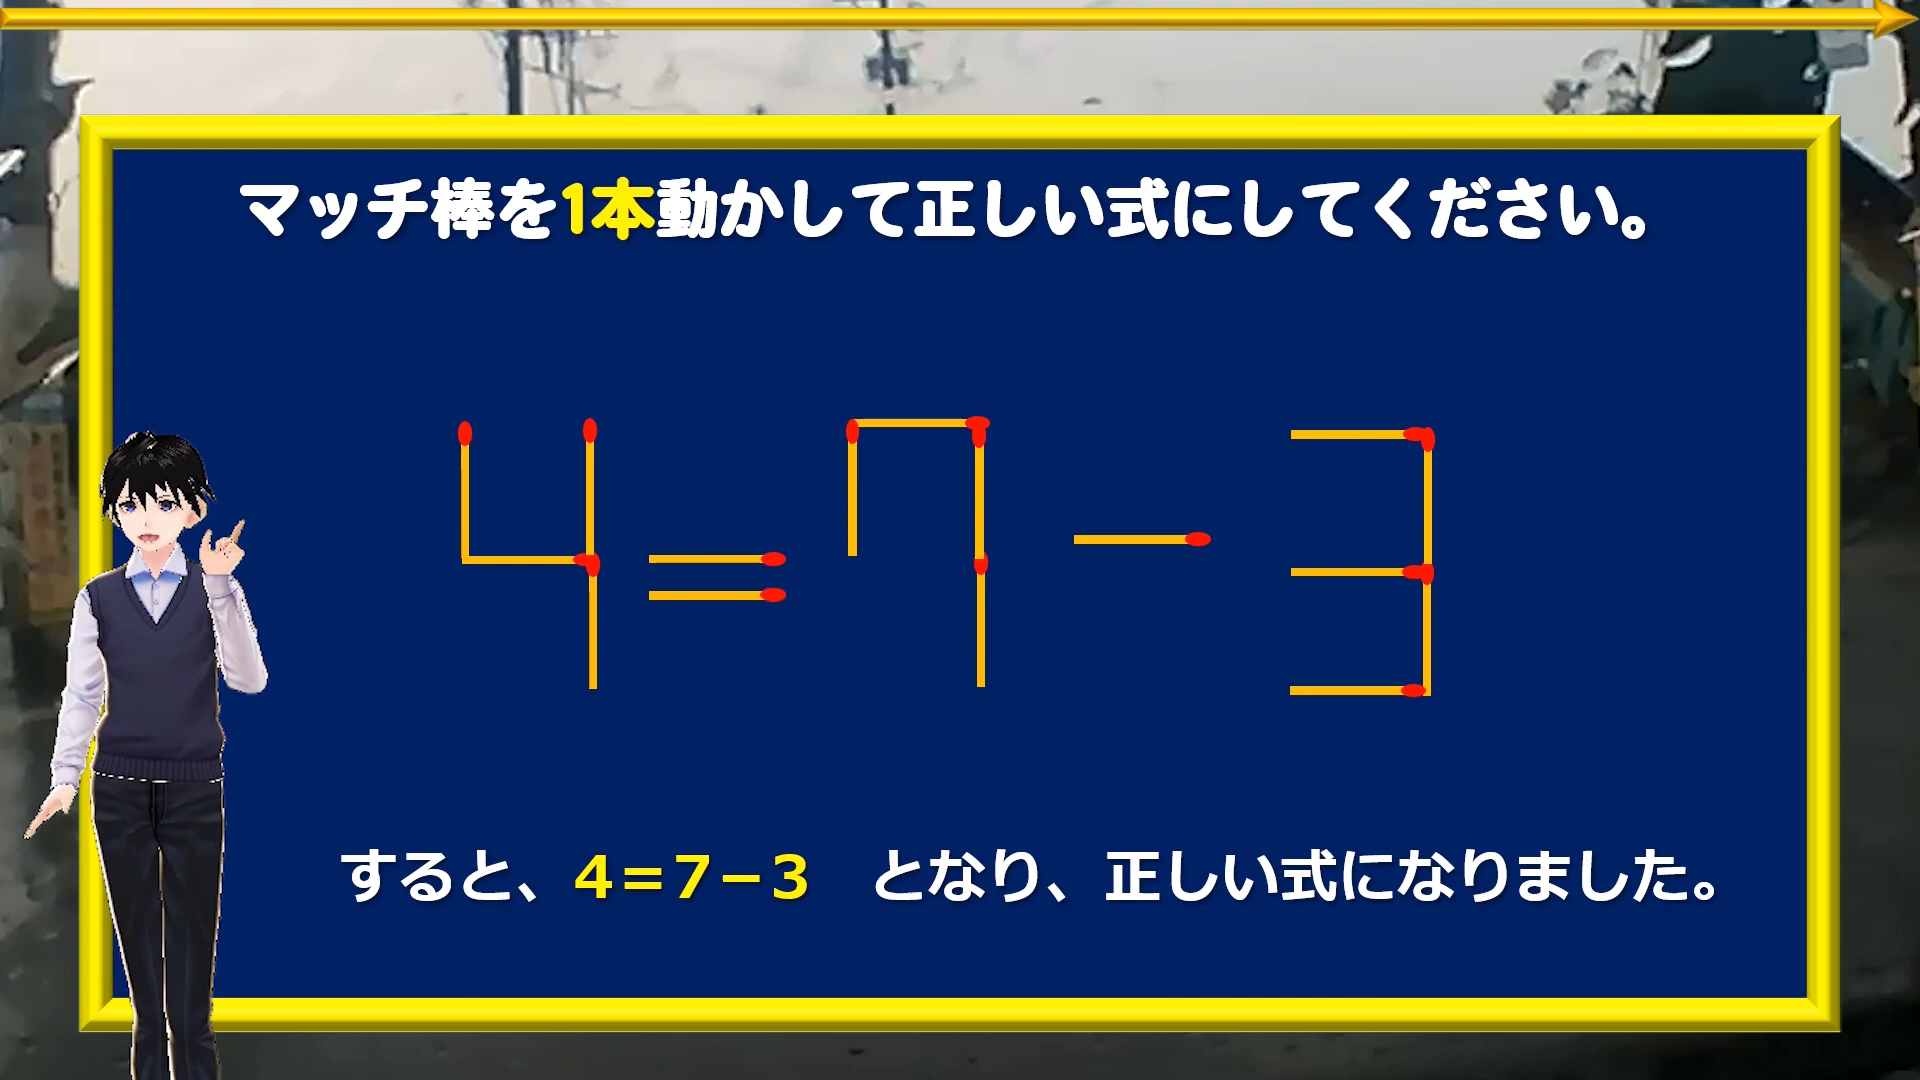 マッチ棒を1本動かして正しい式にしてください。
4=7-3
すると、4=7-3 となり、正しい式になりました。